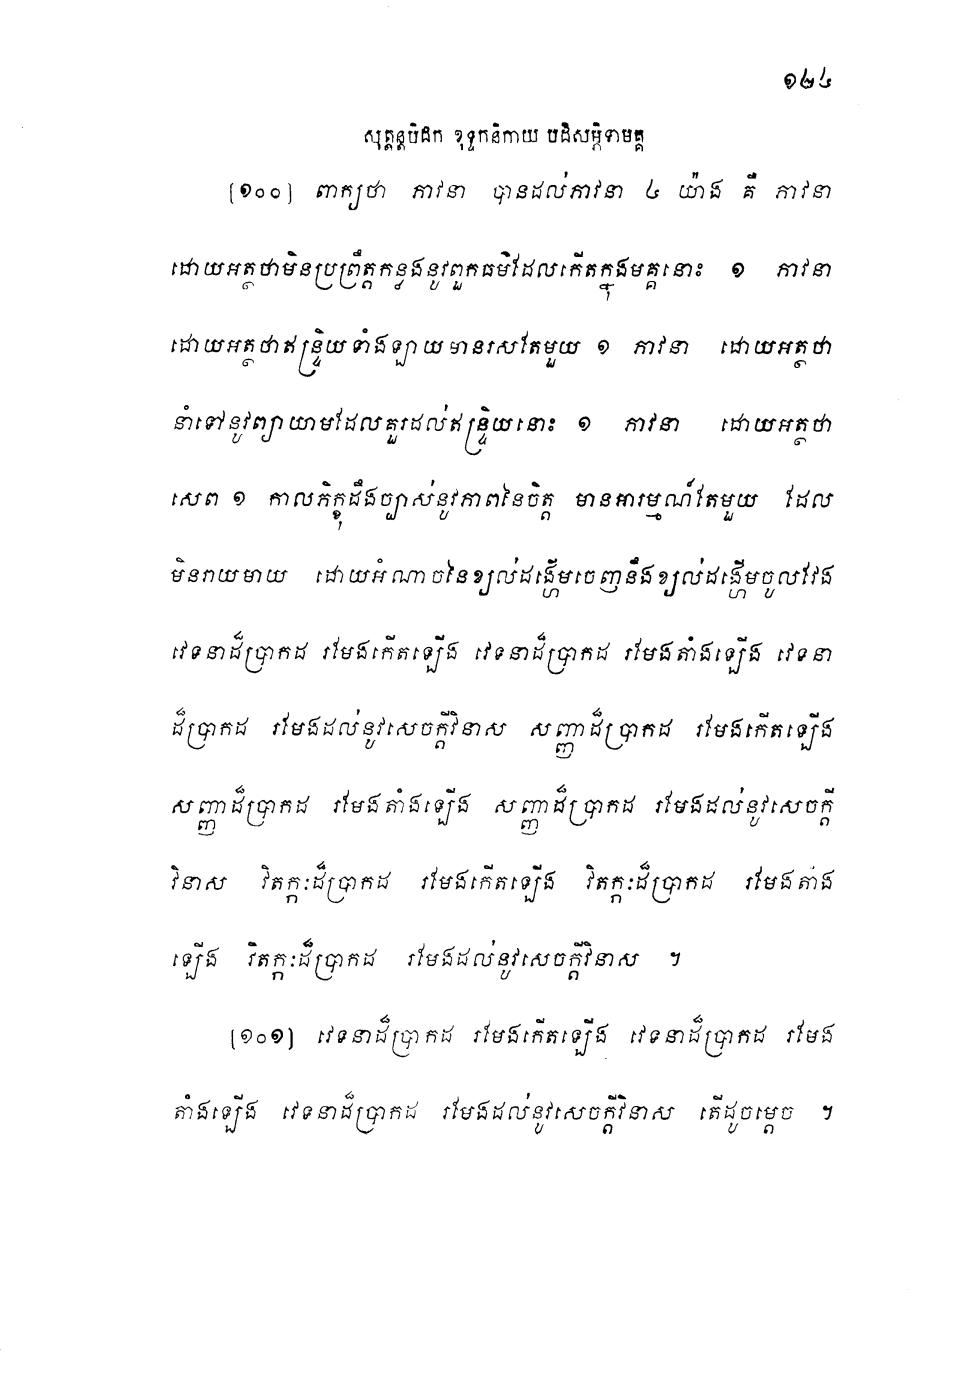 ១២៤
សុត្តន្តបិដក ខុទ្ទកនិកាយ បដិសម្ភិទាមគ្គ
[១០០] ពាក្យថា ភាវនា បានដល់ភាវនា ៤ យ៉ាង គឺ ភាវនា
ដោយអត្ថថាមិនប្រព្រឹត្តកន្លងនូវពួកធម៌ដែលកើតក្នុងមគ្គនោះ ១ ភាវនា
ដោយអត្ថថាឥន្ទ្រិយទាំងឡាយមានរសតែមួយ ១ ភាវនា ដោយអត្ថថា
នាំទៅនូវព្យាយាមដែលគួរដល់ឥន្ទ្រិយនោះ ១ ភាវនា ដោយអត្ថថា
សេព ១ កាលភិក្ខុដឹងច្បាស់នូវភាពនៃចិត្ត មានអារម្មណ៍តែមួយ ដែល
មិនរាយមាយ ដោយអំណាចនៃខ្យល់ដង្ហើមចេញនឹងខ្យល់ដង្ហើមចូលវែង
វេទនាដ៏ប្រាកដ រមែងកើតឡើង វេទនាដ៏ប្រាកដ រមែងតាំងឡើង វេទនា
ដ៏ប្រាកដ រមែងដល់នូវសេចក្តីវិនាស សញ្ញាដ៏ប្រាកដ រមែងកើតឡើង
សញ្ញាដ៏ប្រាកដ រមែងតាំងឡើង សញ្ញាដ៏ប្រាកដ រមែងដល់នូវសេចក្តី
វិនាស វិតក្កៈដ៏ប្រាកដ រមែងកើតឡើង វិតក្កៈដ៏ប្រាកដ រមែងតាំង
ឡើង វិតក្កៈដ៏ប្រាកដ រមែងដល់នូវសេចក្តីវិនាស ។
[១០១] វេទនាដ៏ប្រាកដ រមែងកើតឡើង វេទនាដ៏ប្រាកដ រមែង
តាំងឡើង វេទនាដ៏ប្រាកដ រមែងដល់នូវសេចក្តីវិនាស តើដូចម្តេច ។